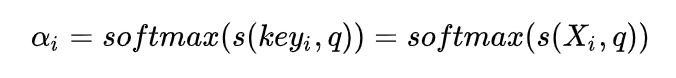 αᵢ = softmax(s(keyᵢ, q)) = softmax(s(Xᵢ, q))